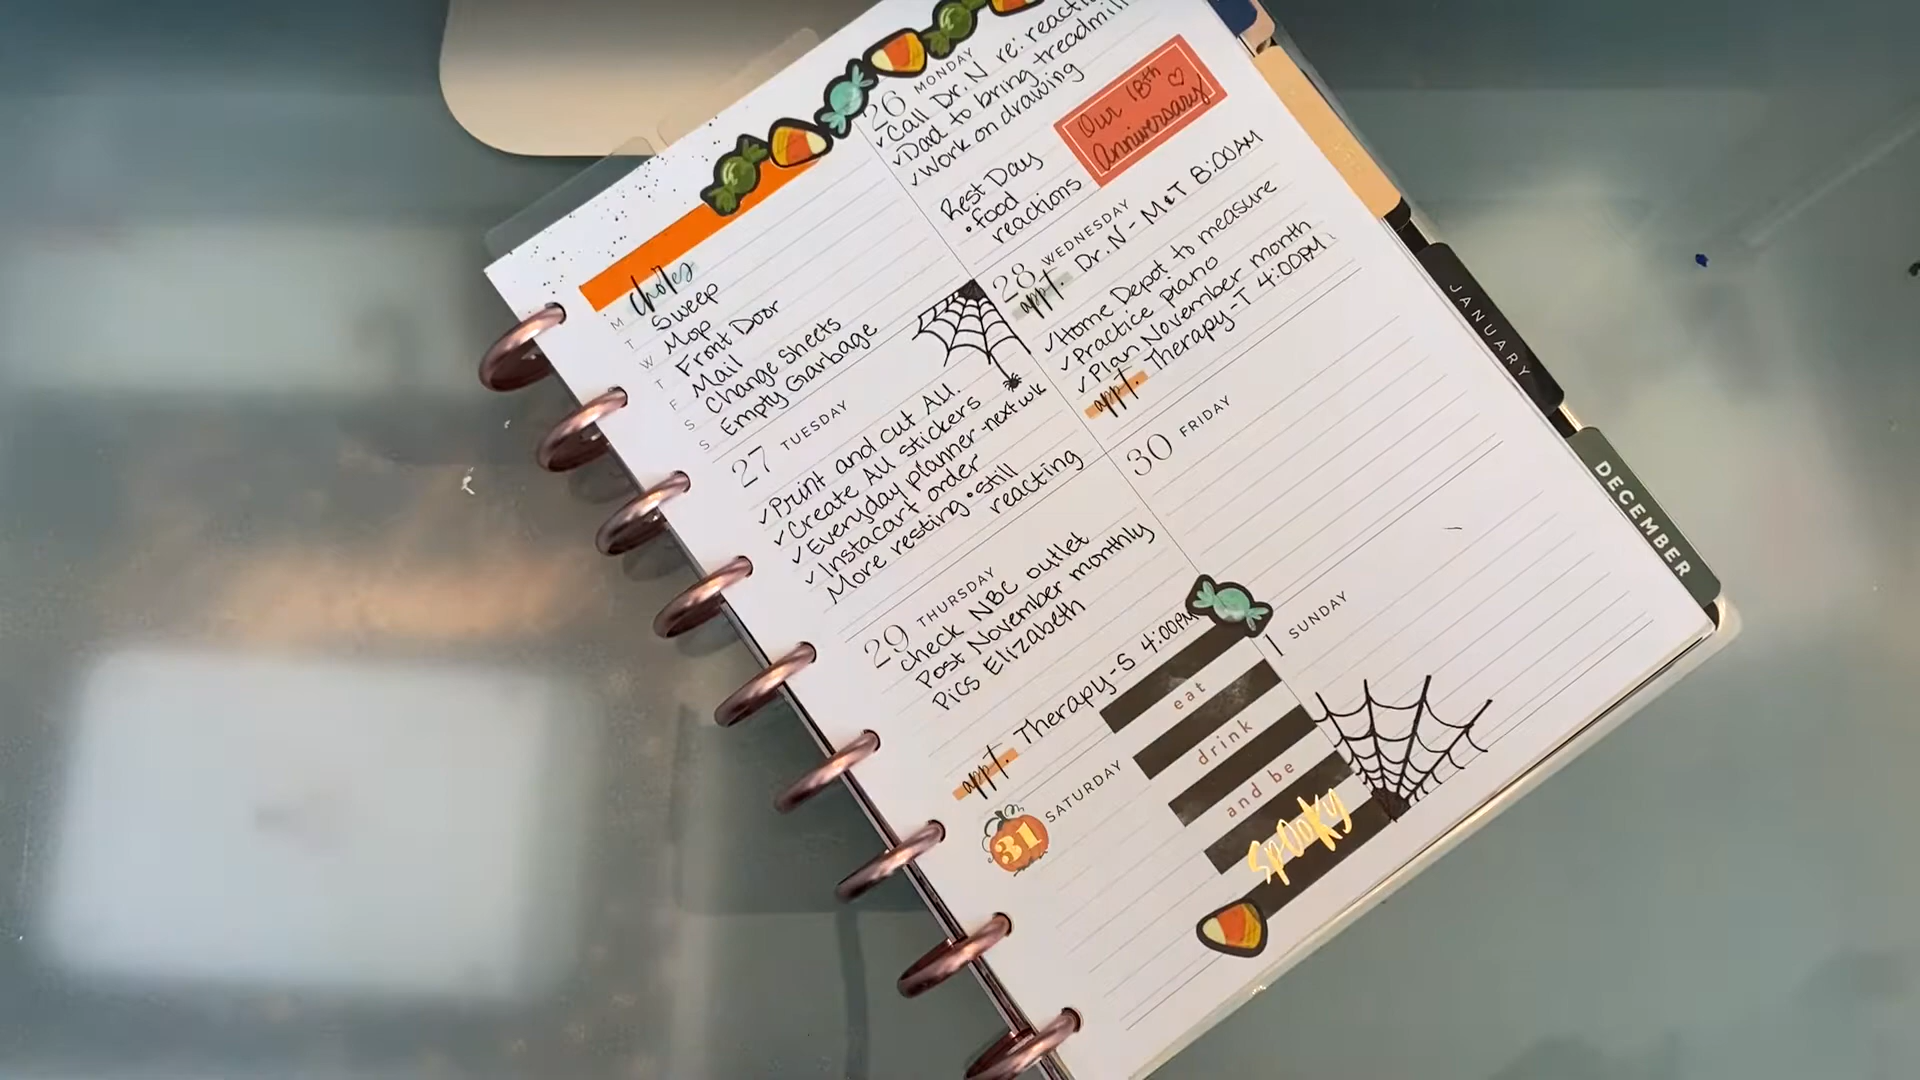 26 MONDAY
✓Call Dr. N re:
✓Dad to bring treadmill
✓Work on drawing
Our 18th ♡
Anniversary
Rest Day
•food
reactions
chores
M Sweep
T Mop
W Front Door
T Mail
F Change Sheets
S Empty Garbage
S
27 TUESDAY
✓Print and cut AU.
✓Create AU stickers
✓Everyday planner-next wk
✓Instacart order
More resting •still
reacting
28 WEDNESDAY
appt. Dr. N - M&T 8:00AM
✓Home Depot to measure
✓Practice piano
✓Plan November month
appt. Therapy-T 4:00PM
29 THURSDAY
check NBC outlet
Post November monthly
Pics Elizabeth
appt. Therapy-S 4:00PM
30 FRIDAY
31 SATURDAY
eat
drink
and be
spooky
1 SUNDAY
JANUARY
DECEMBER